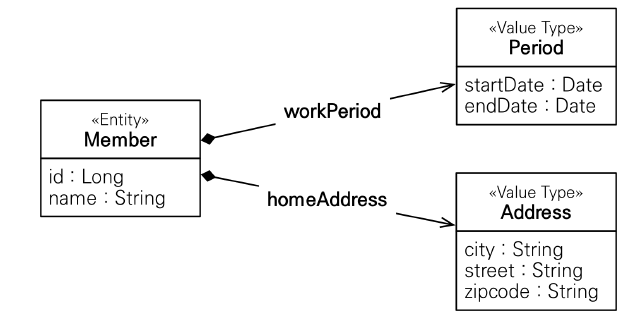 «Entity»
Member
id : Long
name : String
workPeriod
homeAddress
«Value Type»
Period
startDate : Date
endDate : Date
«Value Type»
Address
city : String
street : String
zipcode : String